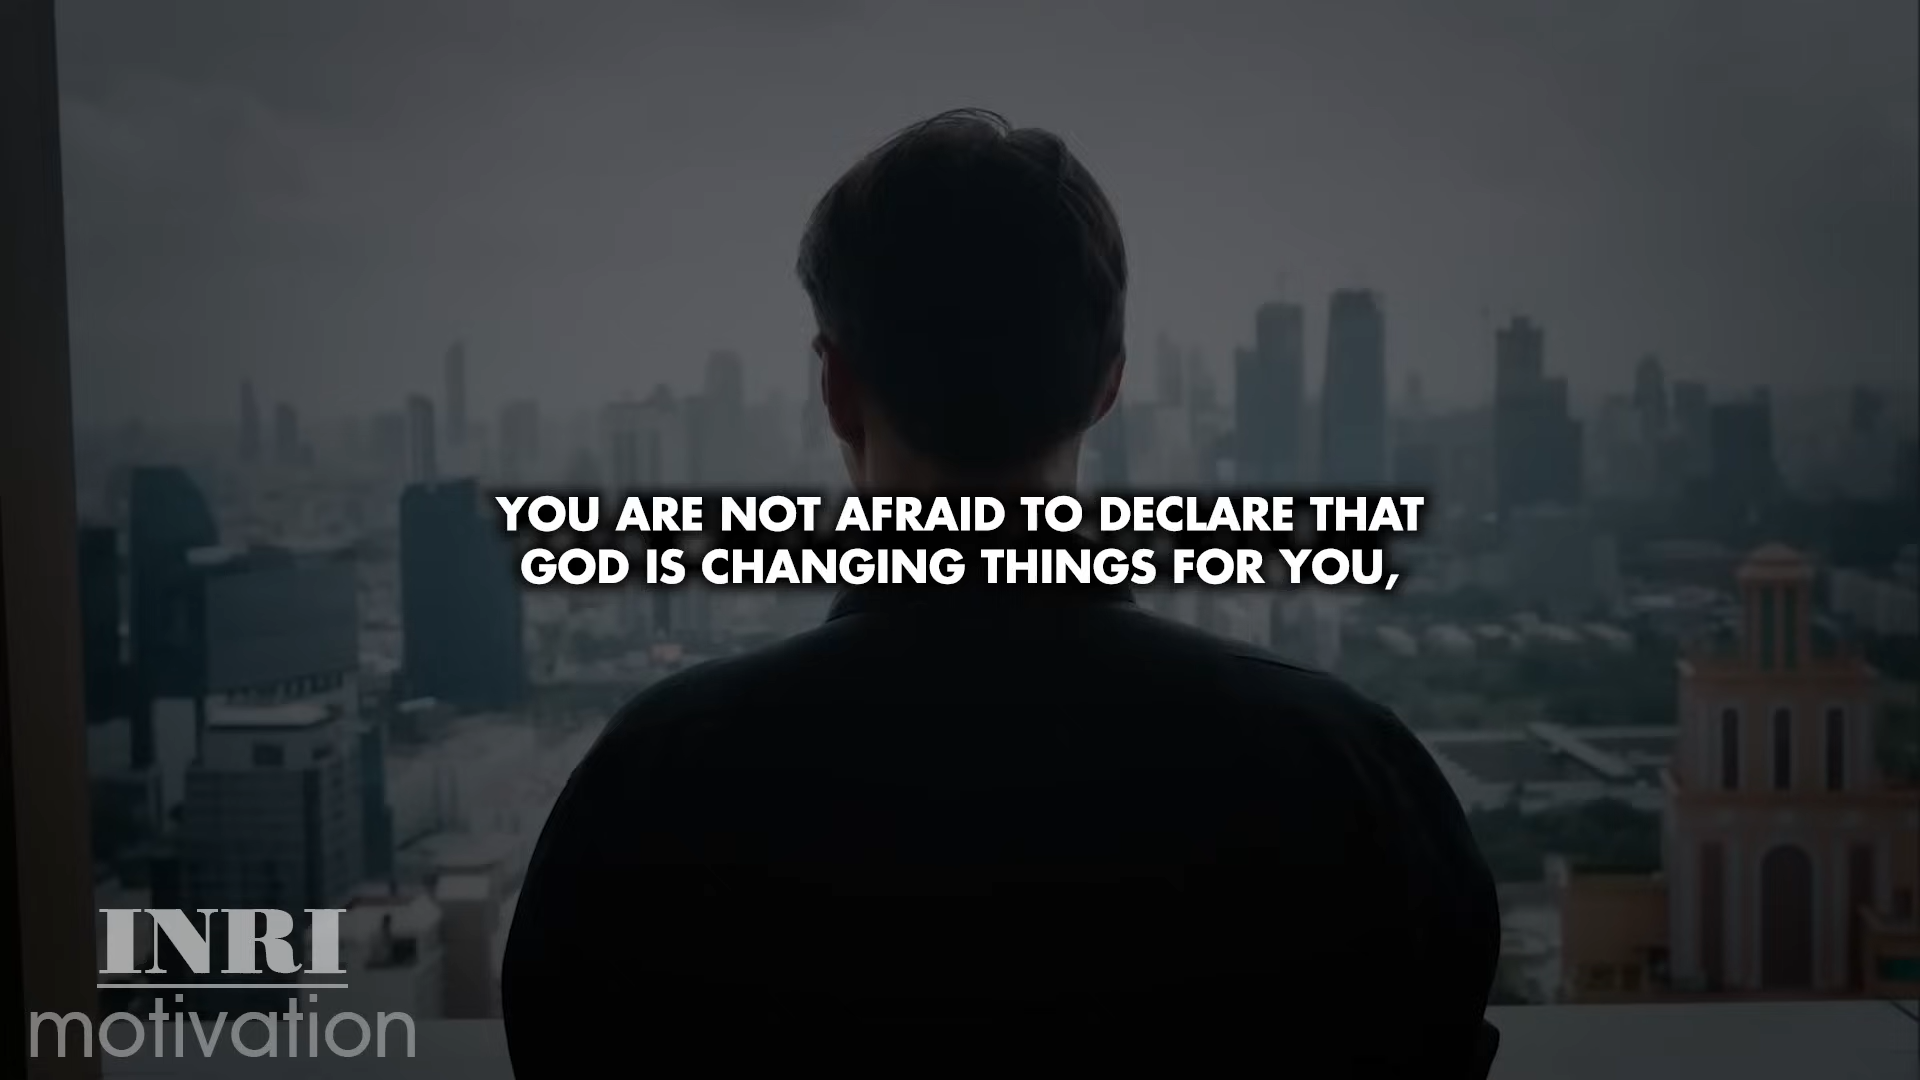 YOU ARE NOT AFRAID TO DECLARE THAT
GOD IS CHANGING THINGS FOR YOU,
INRI
motivation